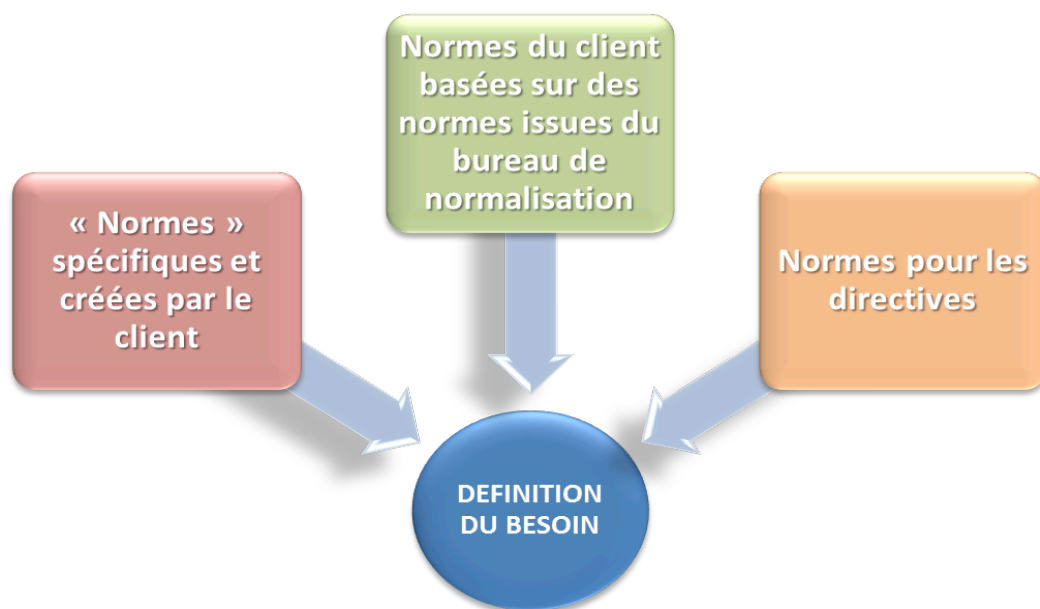 Normes du client
basées sur des
normes issues du
bureau de
normalisation
« Normes »
spécifiques et
créées par le
client
Normes pour les
directives
DEFINITION
DU BESOIN